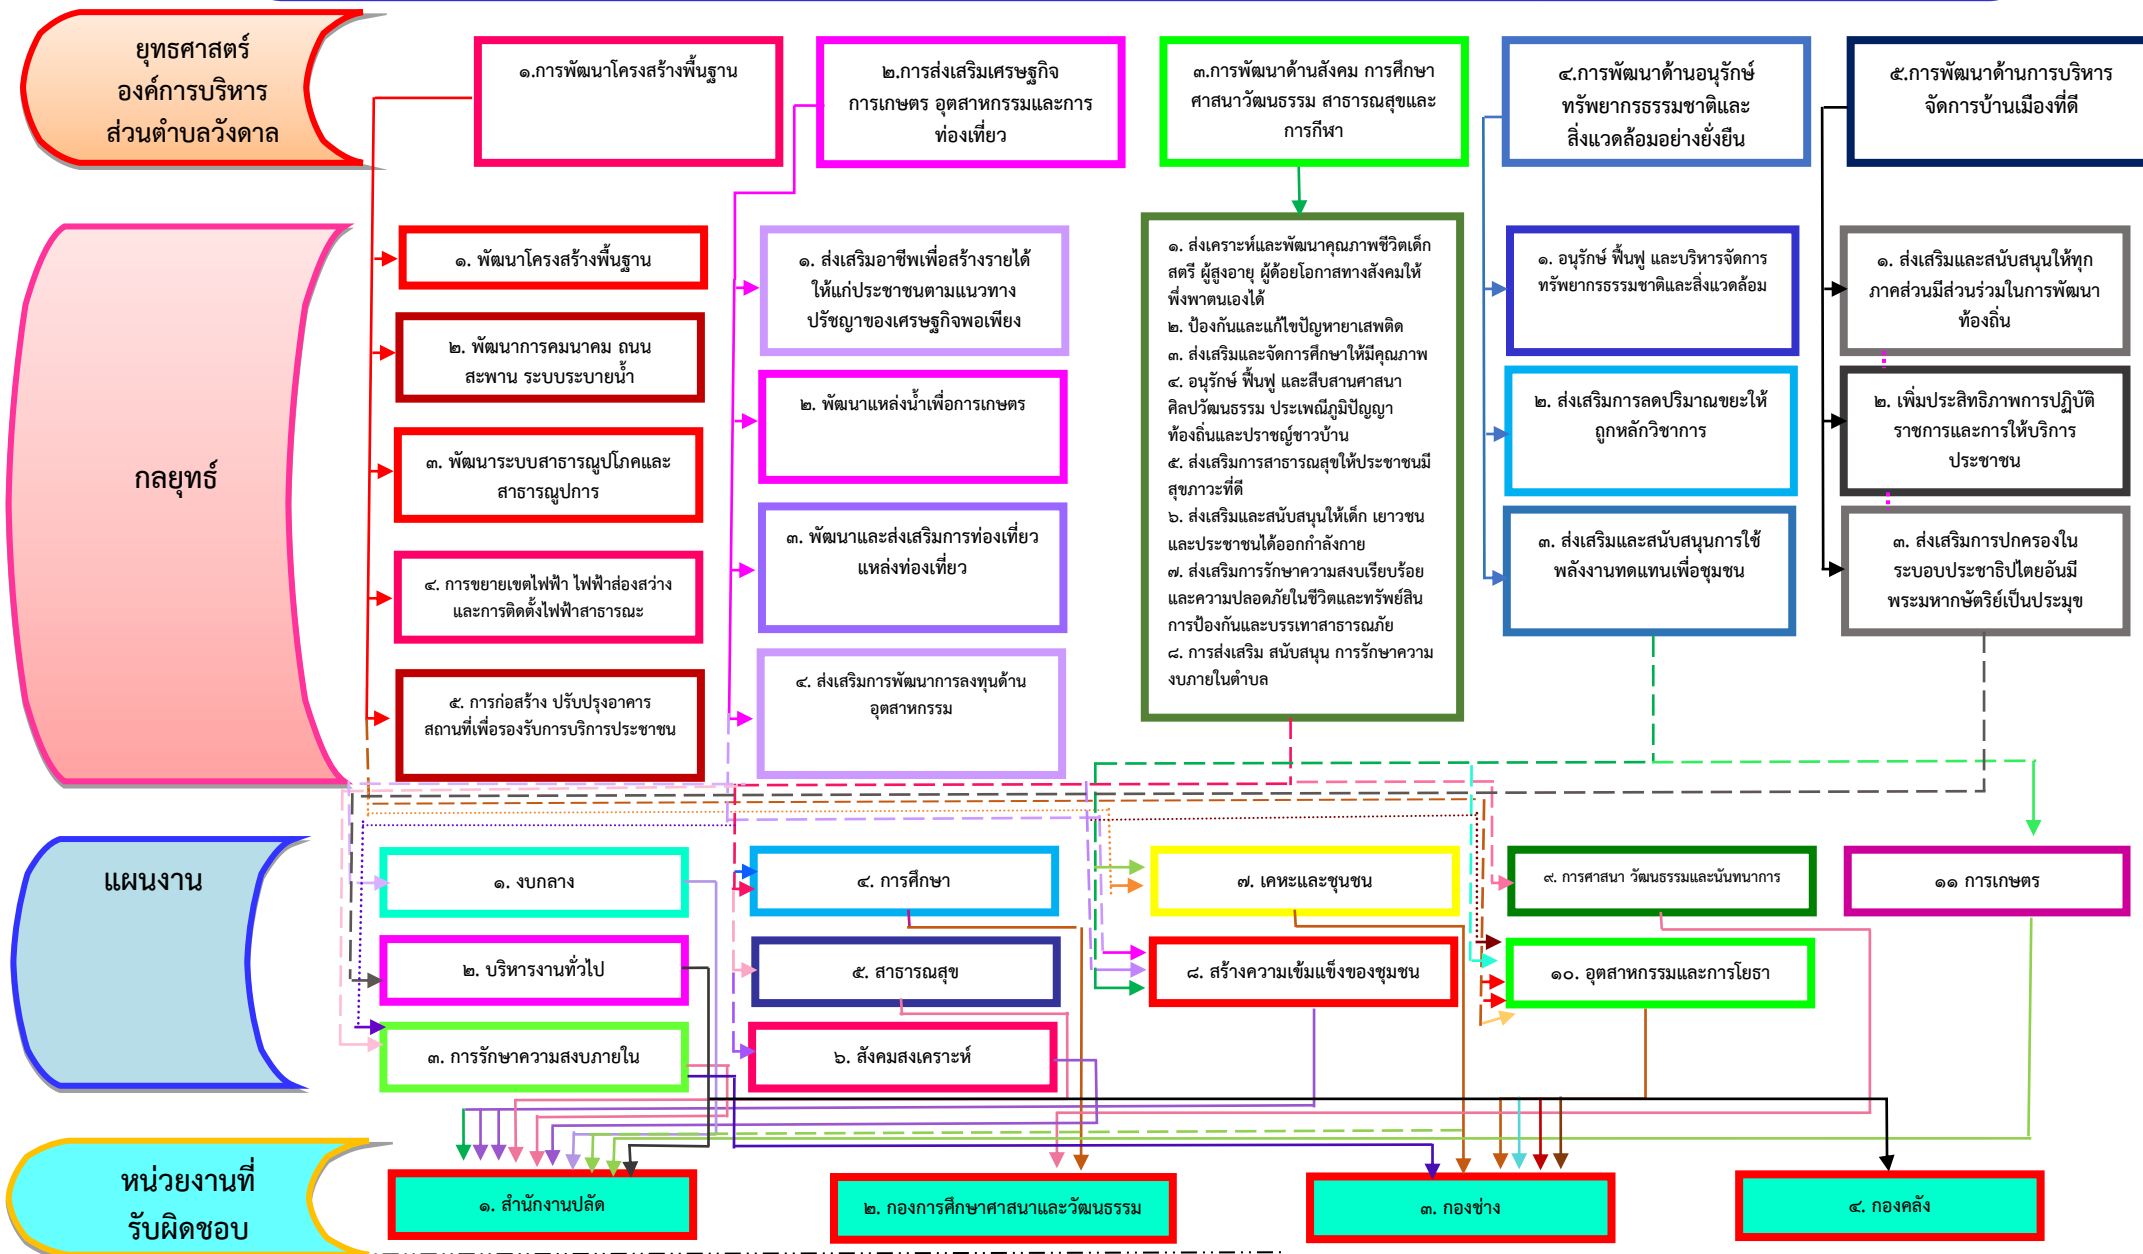 ยุทธศาสตร์
องค์การบริหาร
ส่วนตำบลวังดาล
๑.การพัฒนาโครงสร้างพื้นฐาน
๒.การส่งเสริมเศรษฐกิจ
การเกษตร อุตสาหกรรมและการ
ท่องเที่ยว
๓.การพัฒนาด้านสังคม การศึกษา
ศาสนาวัฒนธรรม สาธารณสุขและ
การกีฬา
๔.การพัฒนาด้านอนุรักษ์
ทรัพยากรธรรมชาติและ
สิ่งแวดล้อมอย่างยั่งยืน
๕.การพัฒนาด้านการบริหาร
จัดการบ้านเมืองที่ดี
กลยุทธ์
๑. พัฒนาโครงสร้างพื้นฐาน
๒. พัฒนาการคมนาคม ถนน
สะพาน ระบบระบายน้ำ
๓. พัฒนาระบบสาธารณูปโภคและ
สาธารณูปการ
๔. การขยายเขตไฟฟ้า ไฟฟ้าส่องสว่าง
และการติดตั้งไฟฟ้าสาธารณะ
๕. การก่อสร้าง ปรับปรุงอาคาร
สถานที่เพื่อรองรับการบริการประชาชน
๑. ส่งเสริมอาชีพเพื่อสร้างรายได้
ให้แก่ประชาชนตามแนวทาง
ปรัชญาของเศรษฐกิจพอเพียง
๒. พัฒนาแหล่งน้ำเพื่อการเกษตร
๓. พัฒนาและส่งเสริมการท่องเที่ยว
แหล่งท่องเที่ยว
๔. ส่งเสริมการพัฒนาการลงทุนด้าน
อุตสาหกรรม
๑. ส่งเคราะห์และพัฒนาคุณภาพชีวิตเด็ก
สตรี ผู้สูงอายุ ผู้ด้อยโอกาสทางสังคมให้
พึ่งพาตนเองได้
๒. ป้องกันและแก้ไขปัญหายาเสพติด
๓. ส่งเสริมและจัดการศึกษาให้มีคุณภาพ
๔. อนุรักษ์ ฟื้นฟู และสืบสานศาสนา
ศิลปวัฒนธรรม ประเพณีภูมิปัญญา
ท้องถิ่นและปราชญ์ชาวบ้าน
๕. ส่งเสริมการสาธารณสุขให้ประชาชนมี
สุขภาวะที่ดี
๖. ส่งเสริมและสนับสนุนให้เด็ก เยาวชน
และประชาชนได้ออกกำลังกาย
๗. ส่งเสริมการรักษาความสงบเรียบร้อย
และความปลอดภัยในชีวิตและทรัพย์สิน
การป้องกันและบรรเทาสาธารณภัย
๘. การส่งเสริม สนับสนุน การรักษาความ
งบภายในตำบล
๑. อนุรักษ์ ฟื้นฟู และบริหารจัดการ
ทรัพยากรธรรมชาติและสิ่งแวดล้อม
๒. ส่งเสริมการลดปริมาณขยะให้
ถูกหลักวิชาการ
๓. ส่งเสริมและสนับสนุนการใช้
พลังงานทดแทนเพื่อชุมชน
๑. ส่งเสริมและสนับสนุนให้ทุก
ภาคส่วนมีส่วนร่วมในการพัฒนา
ท้องถิ่น
๒. เพิ่มประสิทธิภาพการปฏิบัติ
ราชการและการให้บริการ
ประชาชน
๓. ส่งเสริมการปกครองใน
ระบอบประชาธิปไตยอันมี
พระมหากษัตริย์เป็นประมุข
แผนงาน
๑. งบกลาง
๒. บริหารงานทั่วไป
๓. การรักษาความสงบภายใน
๔. การศึกษา
๕. สาธารณสุข
๖. สังคมสงเคราะห์
๗. เคหะและชุนชน
๘. สร้างความเข้มแข็งของชุมชน
๙. การศาสนา วัฒนธรรมและนันทนาการ
๑๐. อุตสาหกรรมและการโยธา
๑๑ การเกษตร
หน่วยงานที่
รับผิดชอบ
๑. สำนักงานปลัด
๒. กองการศึกษาศาสนาและวัฒนธรรม
๓. กองช่าง
๔. กองคลัง